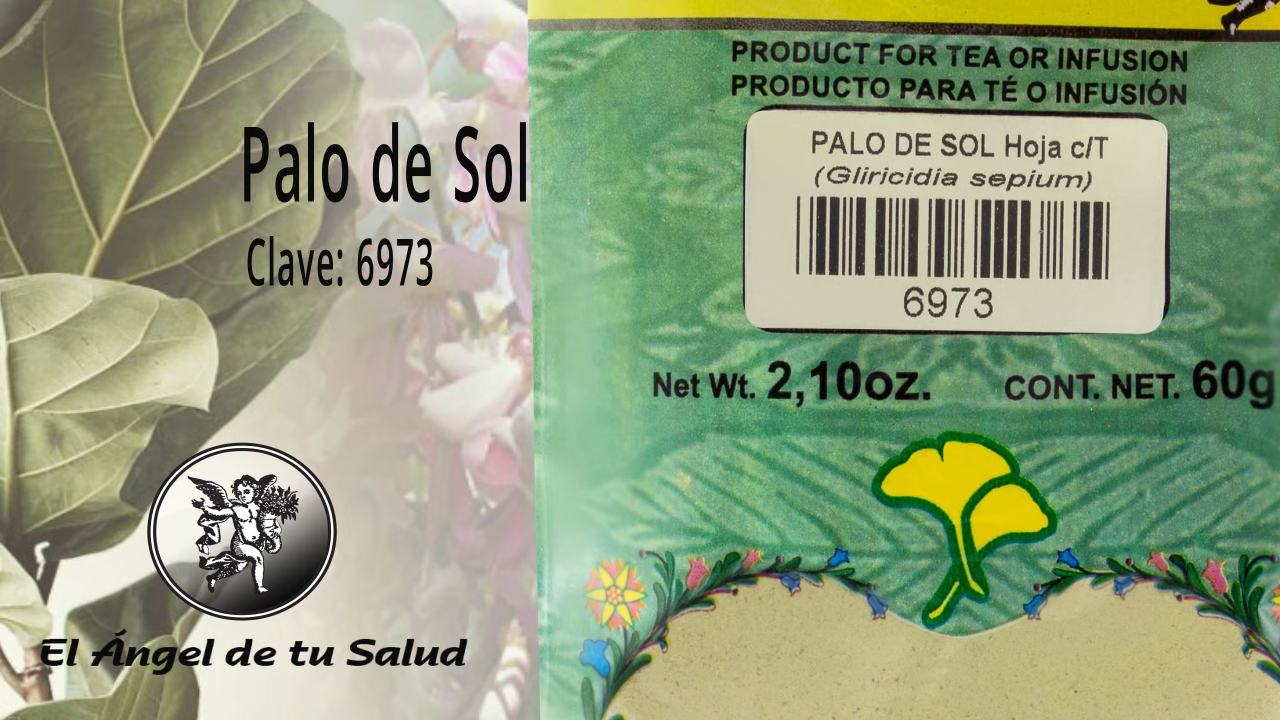 Palo de Sol
Clave: 6973
El Ángel de tu Salud
PRODUCT FOR TEA OR INFUSION
PRODUCTO PARA TÉ O INFUSIÓN
PALO DE SOL Hoja c/T
(Gliricidia sepium)
6973
Net Wt. 2,10oz. CONT. NET. 60g